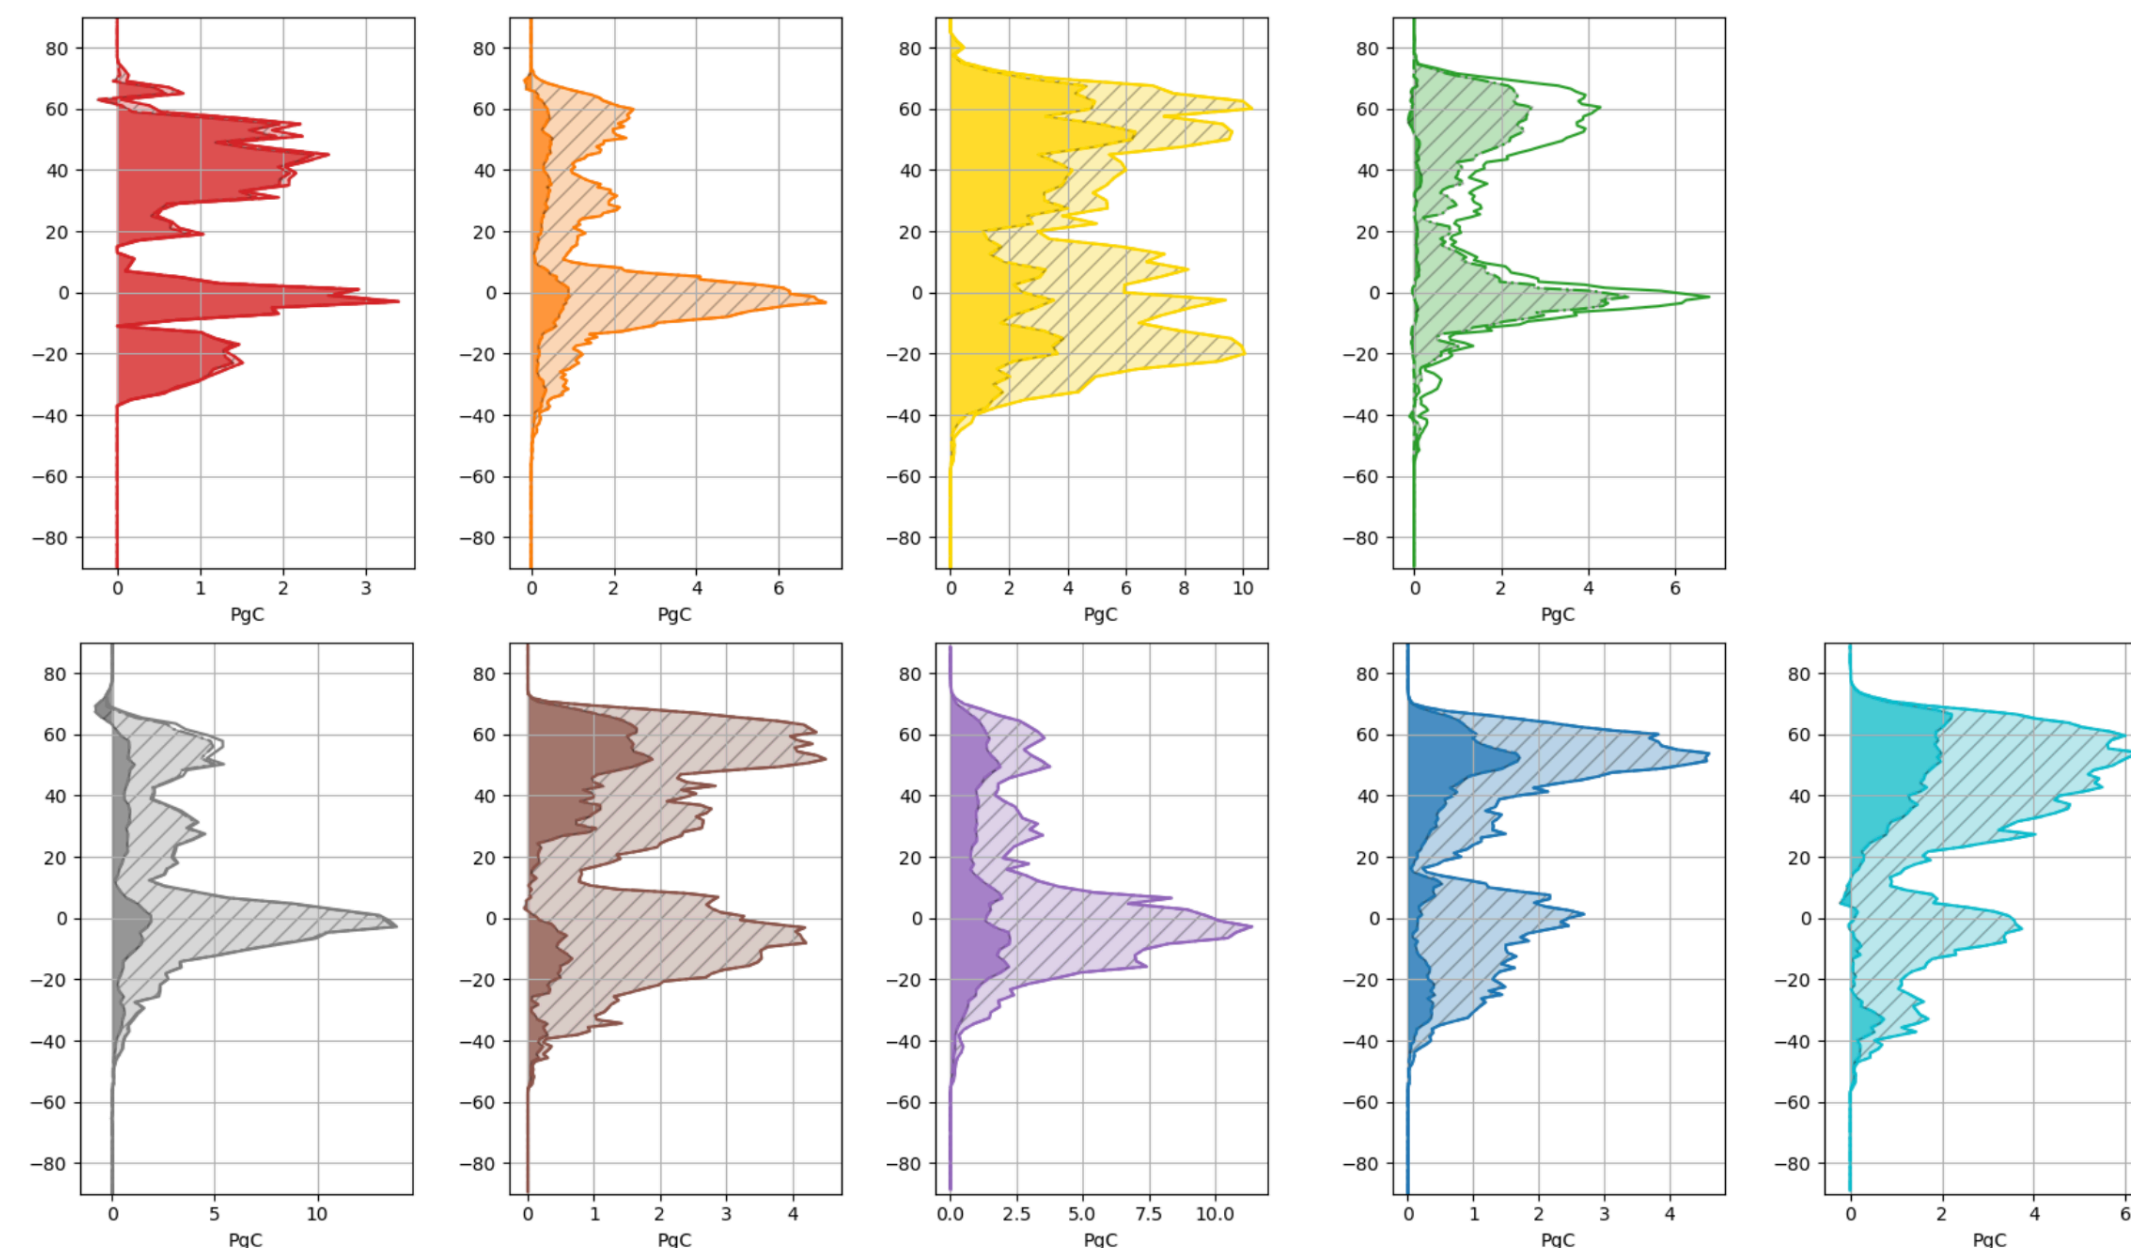 80 80 80 80
60 60 60 60
40 40 40 40
20 20 20 20
0 0 0 0
−20 −20 −20 −20
−40 −40 −40 −40
−60 −60 −60 −60
−80 −80 −80 −80
0 1 2 3 0 2 4 6 0 2 4 6 8 10 0 2 4 6
PgC PgC PgC PgC
80 80 80 80 80
60 60 60 60 60
40 40 40 40 40
20 20 20 20 20
0 0 0 0 0
−20 −20 −20 −20 −20
−40 −40 −40 −40 −40
−60 −60 −60 −60 −60
−80 −80 −80 −80 −80
0 5 10 0 1 2 3 4 0.0 2.5 5.0 7.5 10.0 0 1 2 3 4 0 2 4 6
PgC PgC PgC PgC PgC